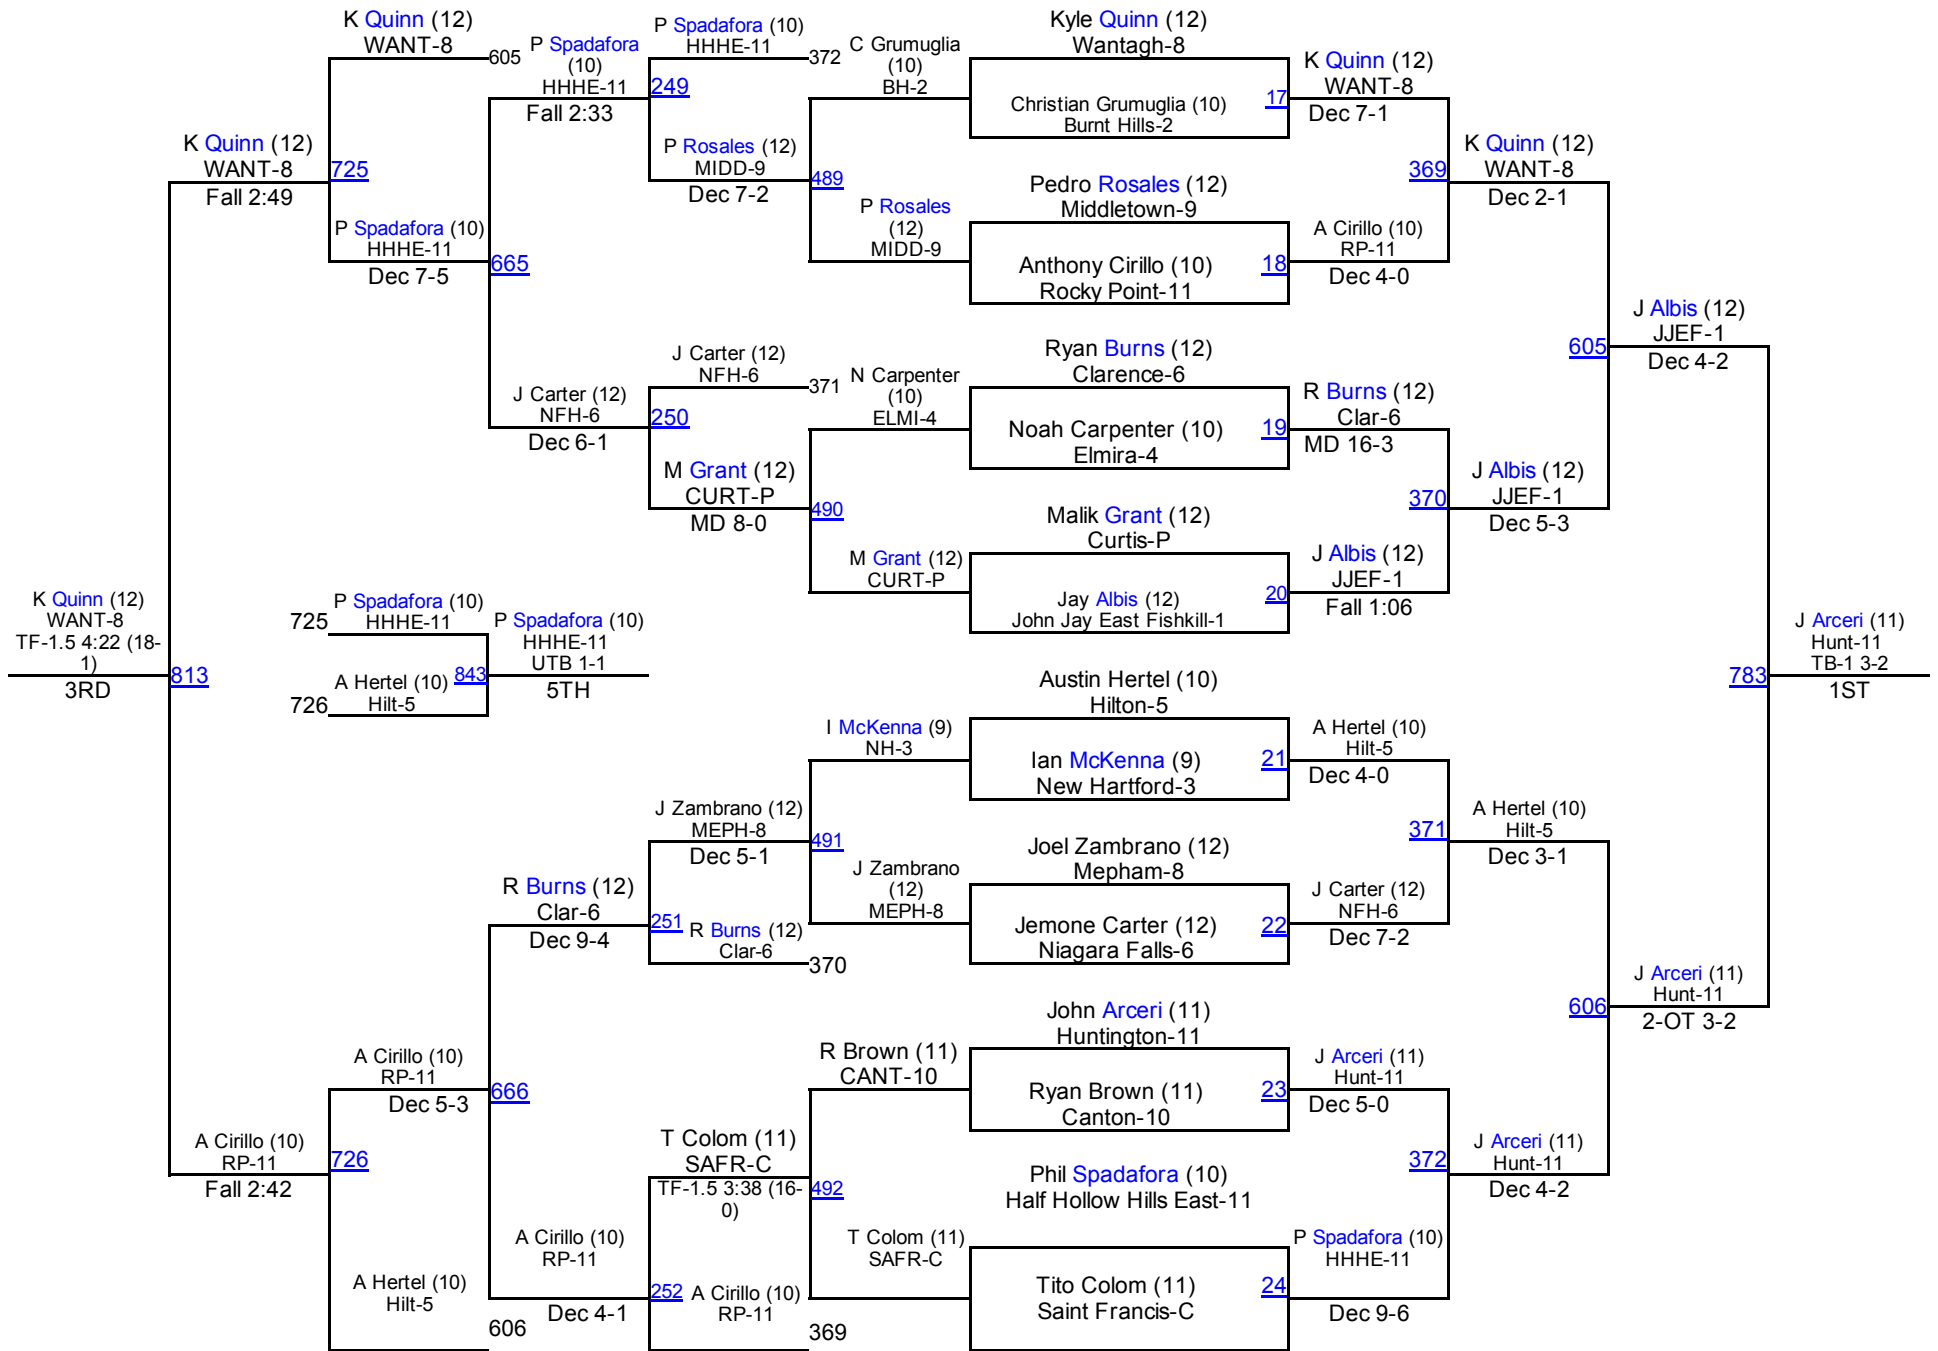 K Quinn (12)
WANT-8
605
P Spadafora
(10)
HHHE-11
Fall 2:33
P Spadafora (10)
HHHE-11
372
249
C Grumuglia
(10)
BH-2
Kyle Quinn (12)
Wantagh-8
Christian Grumuglia (10)
Burnt Hills-2
17
K Quinn (12)
WANT-8
Dec 7-1
K Quinn (12)
WANT-8
Fall 2:49
725
P Rosales (12)
MIDD-9
Dec 7-2
489
Pedro Rosales (12)
Middletown-9
369
K Quinn (12)
WANT-8
Dec 2-1
P Spadafora (10)
HHHE-11
Dec 7-5
665
P Rosales
(12)
MIDD-9
Anthony Cirillo (10)
Rocky Point-11
18
A Cirillo (10)
RP-11
Dec 4-0
J Carter (12)
NFH-6
371
J Carter (12)
NFH-6
Dec 6-1
250
N Carpenter
(10)
ELMI-4
Ryan Burns (12)
Clarence-6
Noah Carpenter (10)
Elmira-4
19
R Burns (12)
Clar-6
MD 16-3
605
J Albis (12)
JJEF-1
Dec 4-2
M Grant (12)
CURT-P
MD 8-0
490
Malik Grant (12)
Curtis-P
370
J Albis (12)
JJEF-1
Dec 5-3
M Grant (12)
CURT-P
Jay Albis (12)
John Jay East Fishkill-1
20
J Albis (12)
JJEF-1
Fall 1:06
K Quinn (12)
WANT-8
TF-1.5 4:22 (18-
1)
3RD
813
725
P Spadafora (10)
HHHE-11
726
A Hertel (10)
Hilt-5
843
P Spadafora (10)
HHHE-11
UTB 1-1
5TH
783
J Arceri (11)
Hunt-11
TB-1 3-2
1ST
I McKenna (9)
NH-3
Austin Hertel (10)
Hilton-5
Ian McKenna (9)
New Hartford-3
21
A Hertel (10)
Hilt-5
Dec 4-0
J Zambrano (12)
MEPH-8
Dec 5-1
491
Joel Zambrano (12)
Mepham-8
371
A Hertel (10)
Hilt-5
Dec 3-1
R Burns (12)
Clar-6
Dec 9-4
251
R Burns (12)
Clar-6
370
J Zambrano
(12)
MEPH-8
Jemone Carter (12)
Niagara Falls-6
22
J Carter (12)
NFH-6
Dec 7-2
606
J Arceri (11)
Hunt-11
2-OT 3-2
A Cirillo (10)
RP-11
Dec 5-3
666
R Brown (11)
CANT-10
John Arceri (11)
Huntington-11
Ryan Brown (11)
Canton-10
23
J Arceri (11)
Hunt-11
Dec 5-0
A Cirillo (10)
RP-11
Fall 2:42
726
T Colom (11)
SAFR-C
TF-1.5 3:38 (16-
0)
492
Phil Spadafora (10)
Half Hollow Hills East-11
372
J Arceri (11)
Hunt-11
Dec 4-2
A Hertel (10)
Hilt-5
606
A Cirillo (10)
RP-11
Dec 4-1
252
A Cirillo (10)
RP-11
369
T Colom (11)
SAFR-C
Tito Colom (11)
Saint Francis-C
24
P Spadafora (10)
HHHE-11
Dec 9-6